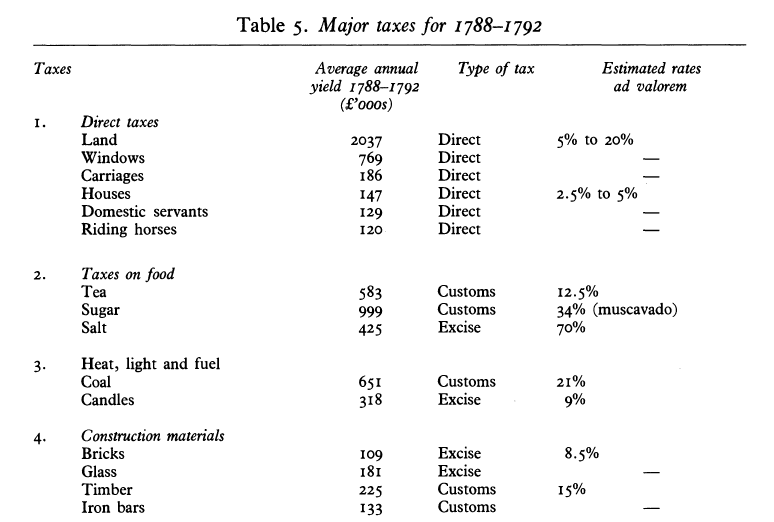 Table 5. Major taxes for 1788–1792
Taxes Average annual Type of tax Estimated rates
yield 1788–1792 ad valorem
(£'000s)
1. Direct taxes
Land 2037 Direct 5% to 20%
Windows 769 Direct —
Carriages 186 Direct —
Houses 147 Direct 2.5% to 5%
Domestic servants 129 Direct —
Riding horses 120 Direct —
2. Taxes on food
Tea 583 Customs 12.5%
Sugar 999 Customs 34% (muscavado)
Salt 425 Excise 70%
3. Heat, light and fuel
Coal 651 Customs 21%
Candles 318 Excise 9%
4. Construction materials
Bricks 109 Excise 8.5%
Glass 181 Excise —
Timber 225 Customs 15%
Iron bars 133 Customs —